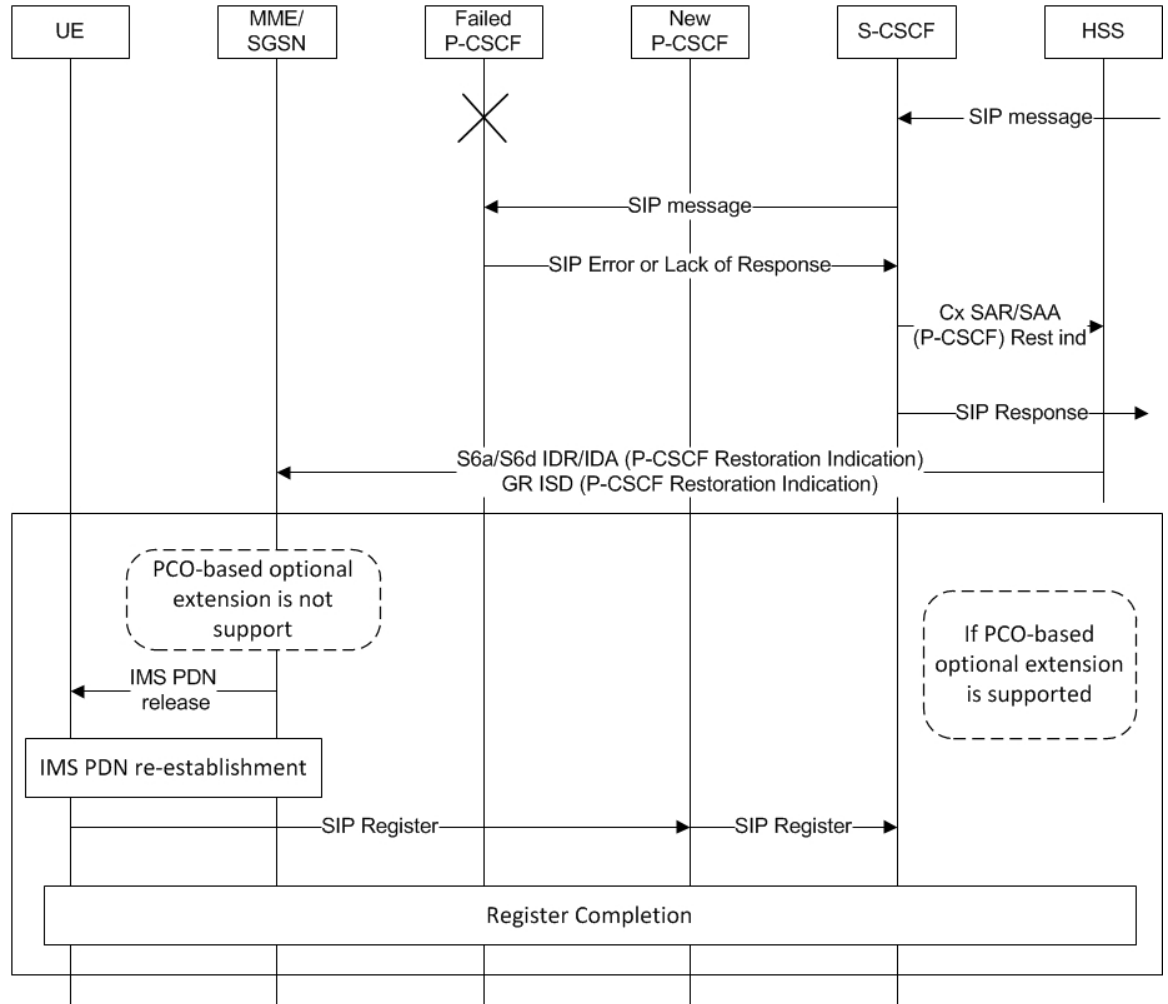 UE
MME/
SGSN
Failed
P-CSCF
New
P-CSCF
S-CSCF
HSS
SIP message
SIP message
SIP Error or Lack of Response
Cx SAR/SAA
(P-CSCF) Rest ind
SIP Response
S6a/S6d IDR/IDA (P-CSCF Restoration Indication)
GR ISD (P-CSCF Restoration Indication)
PCO-based optional
extension is not
support
If PCO-based
optional extension
is supported
IMS PDN
release
IMS PDN re-establishment
SIP Register
SIP Register
Register Completion